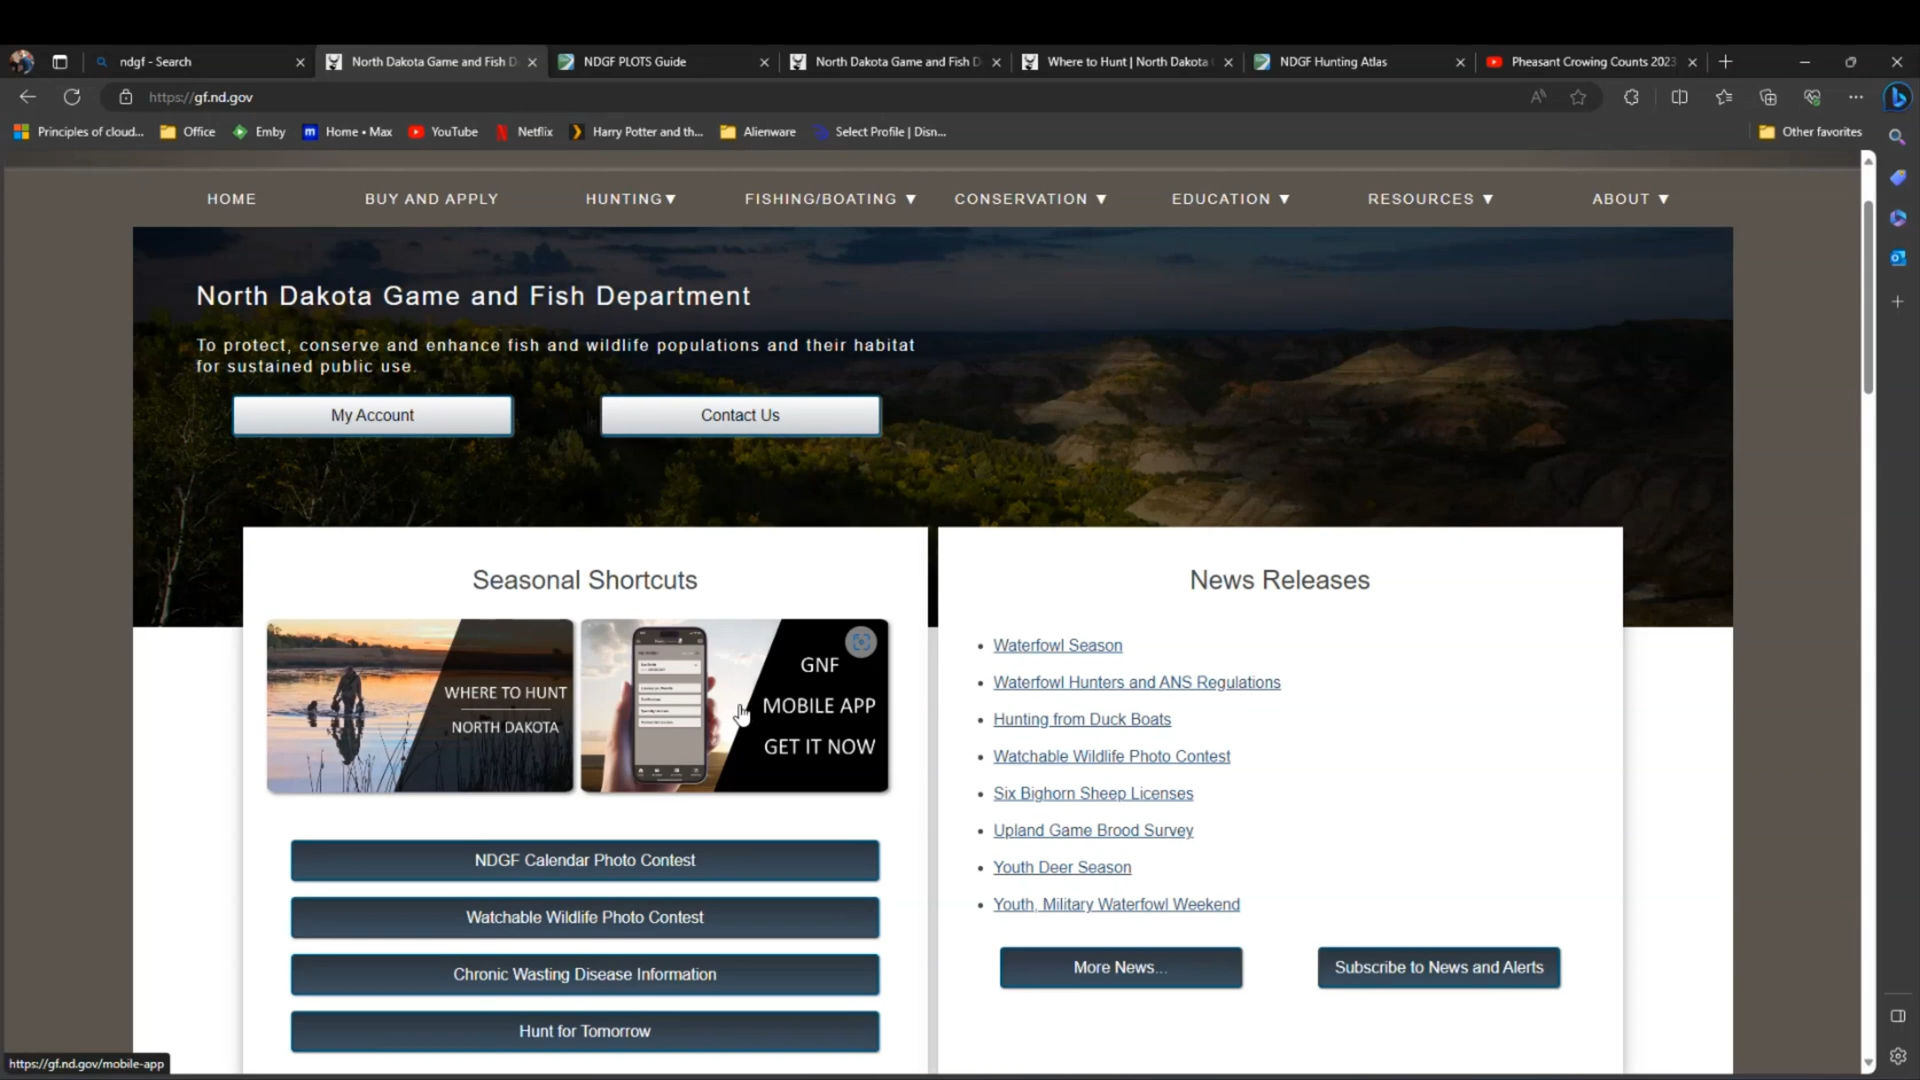 ndgf - Search
North Dakota Game and Fish D
NDGF PLOTS Guide
North Dakota Game and Fish D
Where to Hunt | North Dakota
NDGF Hunting Atlas
Pheasant Crowing Counts 2023
https://gf.nd.gov
Principles of cloud...
Office
Emby
Home • Max
YouTube
Netflix
Harry Potter and th...
Alienware
Select Profile | Disn...
Other favorites
HOME
BUY AND APPLY
HUNTING▼
FISHING/BOATING ▼
CONSERVATION ▼
EDUCATION ▼
RESOURCES ▼
ABOUT ▼
North Dakota Game and Fish Department
To protect, conserve and enhance fish and wildlife populations and their habitat
for sustained public use.
My Account
Contact Us
Seasonal Shortcuts
WHERE TO HUNT
NORTH DAKOTA
GNF
MOBILE APP
GET IT NOW
NDGF Calendar Photo Contest
Watchable Wildlife Photo Contest
Chronic Wasting Disease Information
Hunt for Tomorrow
News Releases
• Waterfowl Season
• Waterfowl Hunters and ANS Regulations
• Hunting from Duck Boats
• Watchable Wildlife Photo Contest
• Six Bighorn Sheep Licenses
• Upland Game Brood Survey
• Youth Deer Season
• Youth, Military Waterfowl Weekend
More News...
Subscribe to News and Alerts
https://gf.nd.gov/mobile-app